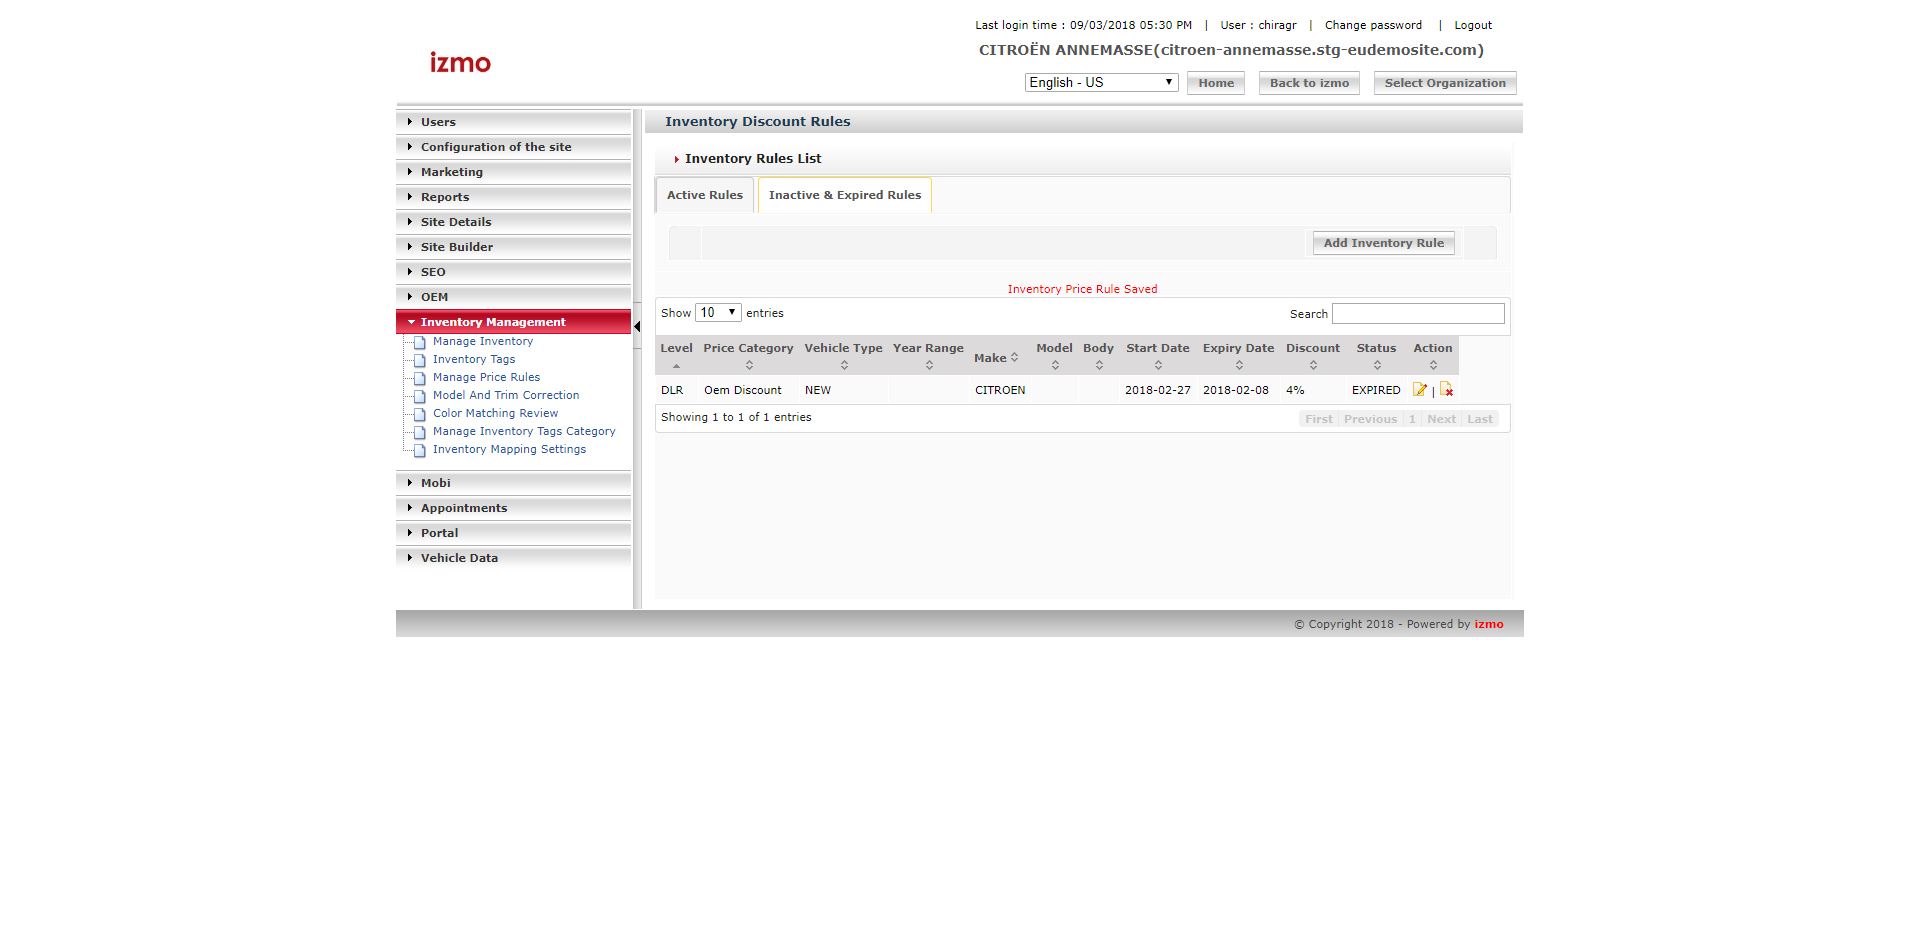 Last login time : 09/03/2018 05:30 PM | User : chiragr | Change password | Logout
izmo
CITROËN ANNEMASSE(citroen-annemasse.stg-eudemosite.com)
English - US Home Back to izmo Select Organization
Users
Configuration of the site
Marketing
Reports
Site Details
Site Builder
SEO
OEM
Inventory Management
Manage Inventory
Inventory Tags
Manage Price Rules
Model And Trim Correction
Color Matching Review
Manage Inventory Tags Category
Inventory Mapping Settings
Mobi
Appointments
Portal
Vehicle Data
Inventory Discount Rules
Inventory Rules List
Active Rules Inactive & Expired Rules
Add Inventory Rule
Inventory Price Rule Saved
Show 10 entries Search
Level Price Category Vehicle Type Year Range Make Model Body Start Date Expiry Date Discount Status Action
DLR Oem Discount NEW CITROEN 2018-02-27 2018-02-08 4% EXPIRED |
Showing 1 to 1 of 1 entries First Previous 1 Next Last
© Copyright 2018 - Powered by izmo